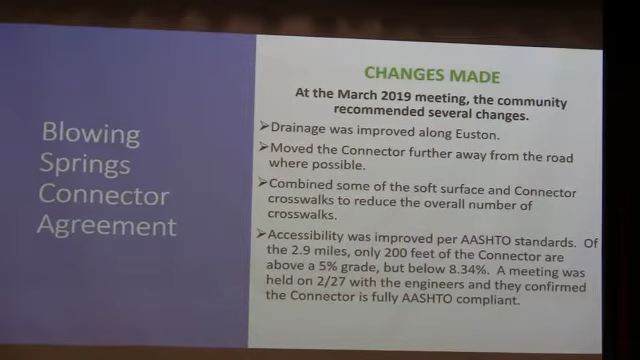 Blowing
Springs
Connector
Agreement
CHANGES MADE
At the March 2019 meeting, the community
recommended several changes.
➢Drainage was improved along Euston.
➢Moved the Connector further away from the road
where possible.
➢Combined some of the soft surface and Connector
crosswalks to reduce the overall number of
crosswalks.
➢Accessibility was improved per AASHTO standards. Of
the 2.9 miles, only 200 feet of the Connector are
above a 5% grade, but below 8.34%. A meeting was
held on 2/27 with the engineers and they confirmed
the Connector is fully AASHTO compliant.